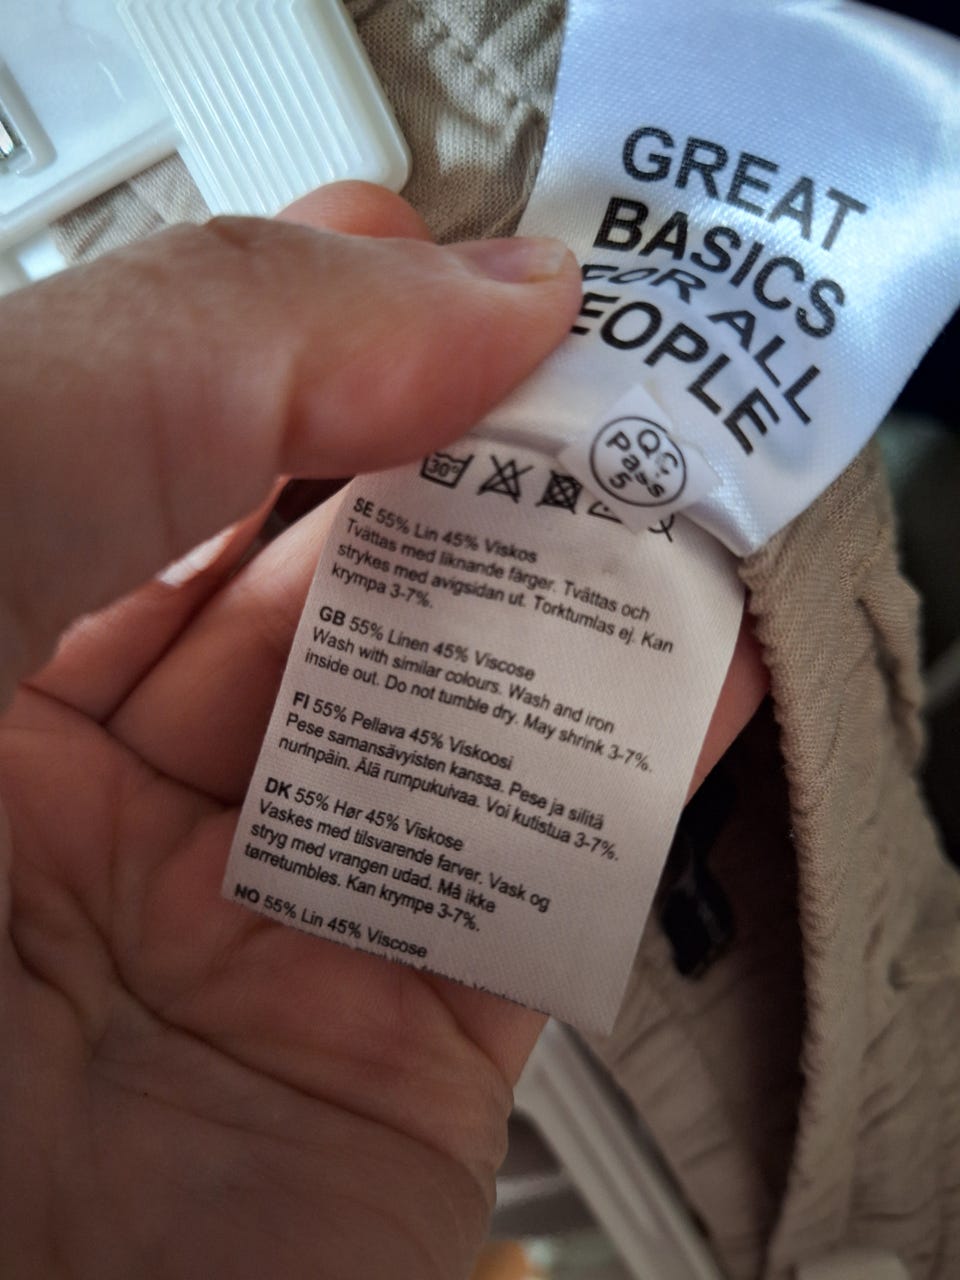 GREAT
BASICS
FOR ALL
EOPLE
QC.
Pass
5
30°
SE 55% Lin 45% Viskos
Tvättas med liknande färger. Tvättas och
strykes med avigsidan ut. Torktumlas ej. Kan
krympa 3-7%.
GB 55% Linen 45% Viscose
Wash with similar colours. Wash and iron
inside out. Do not tumble dry. May shrink 3-7%.
FI 55% Pellava 45% Viskoosi
Pese samansävyisten kanssa. Pese ja silitä
nurinpäin. Älä rumpukuivaa. Voi kutistua 3-7%.
DK 55% Hør 45% Viskose
Vaskes med tilsvarende farver. Vask og
stryg med vrangen udad. Må ikke
tørretumbles. Kan krympe 3-7%.
NO 55% Lin 45% Viscose